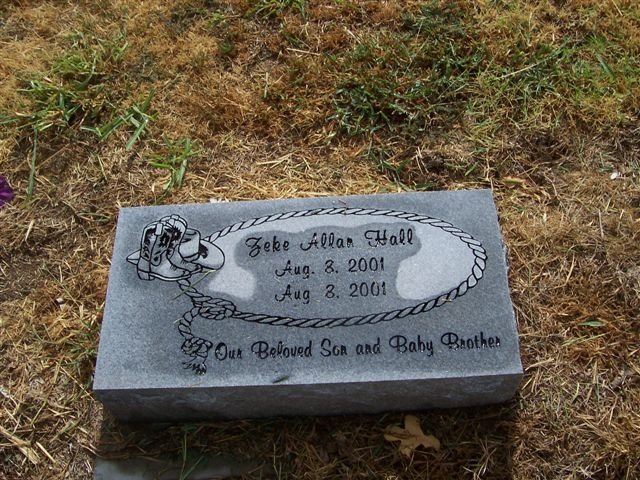 Zeke Allan Hall
Aug. 8, 2001
Aug 8, 2001
Our Beloved Son and Baby Brother